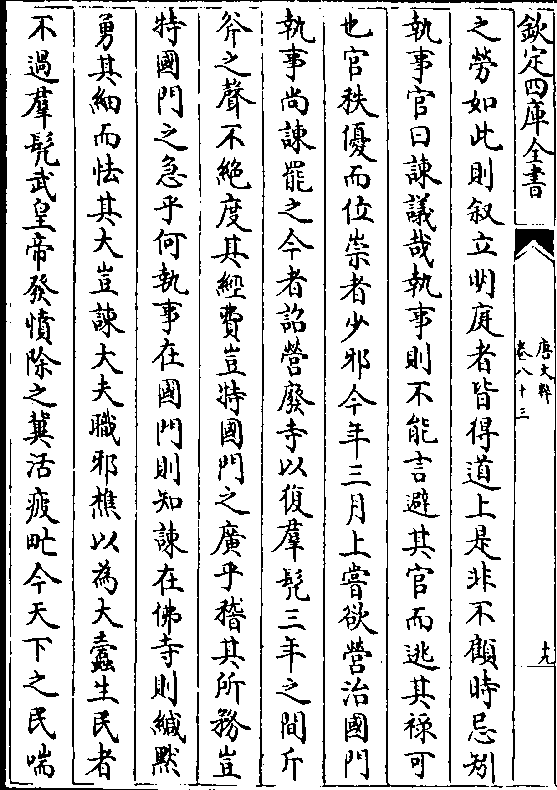 欽定四庫全書
唐文粹
卷八十三
十九
之勞如此則叙立明庭者皆得道上是非不顧時忌矧
執事官曰諫議哉執事則不能言避其官而逃其祿可
也官秩優而位崇者少邪今年三月上嘗欲營治國門
執事尚諫罷之今者詔營廢寺以復羣髡三年之間斤
斧之聲不絶度其經費豈特國門之廣乎稽其所務豈
特國門之急乎何執事在國門則知諫在佛寺則緘默
勇其細而怯其大豈諫大夫職邪樵以為大蠧生民者
不過羣髡武皇帝發憤除之冀活疲甿今天下之民喘